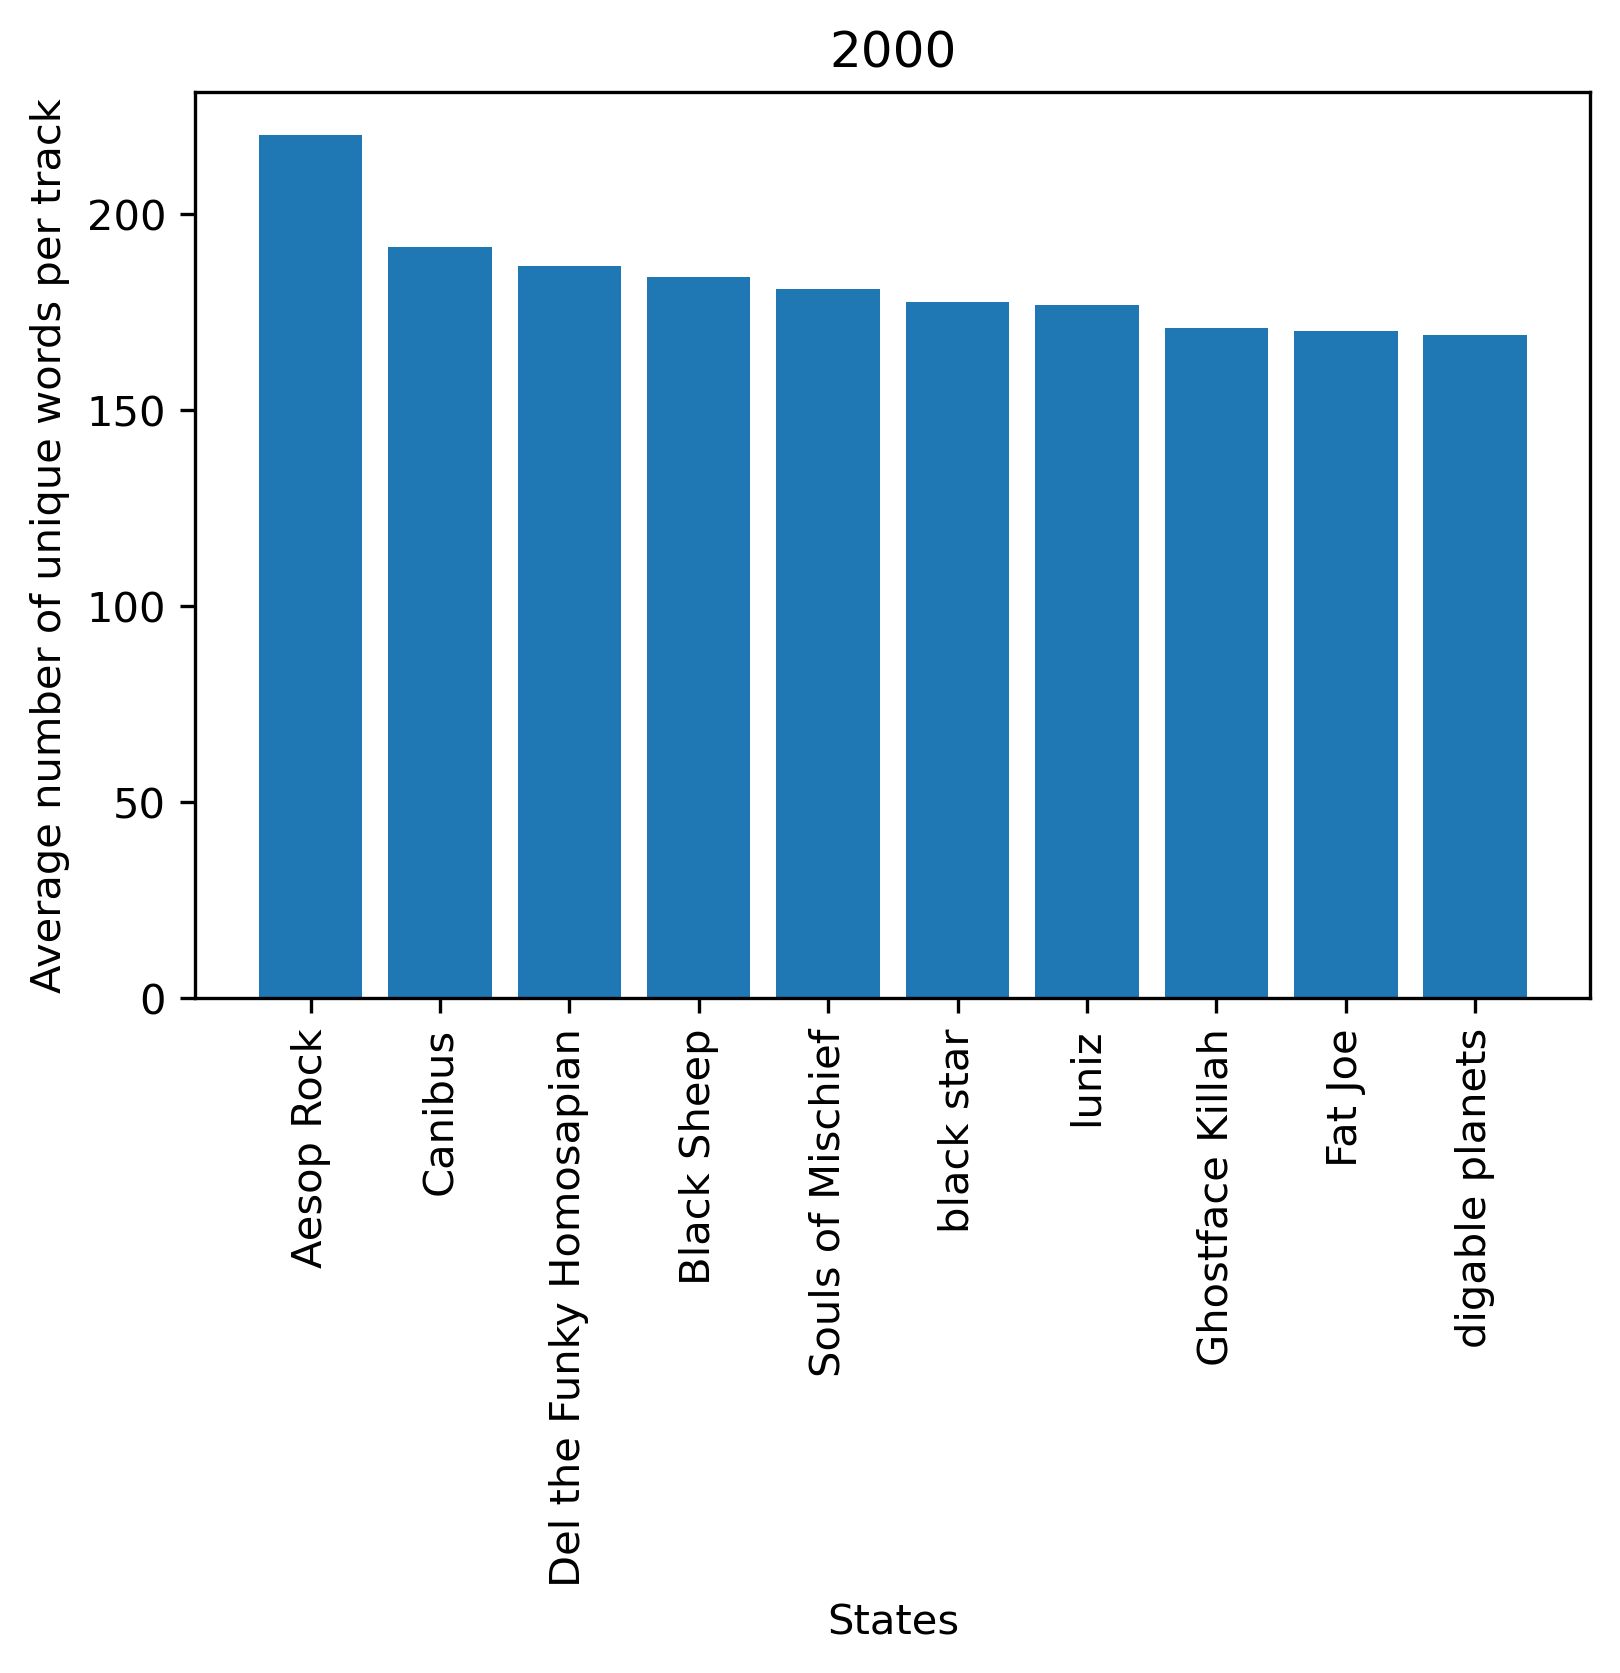 2000
Average number of unique words per track
200
150
100
50
0
Aesop Rock
Canibus
Del the Funky Homosapian
Black Sheep
Souls of Mischief
black star
luniz
Ghostface Killah
Fat Joe
digable planets
States